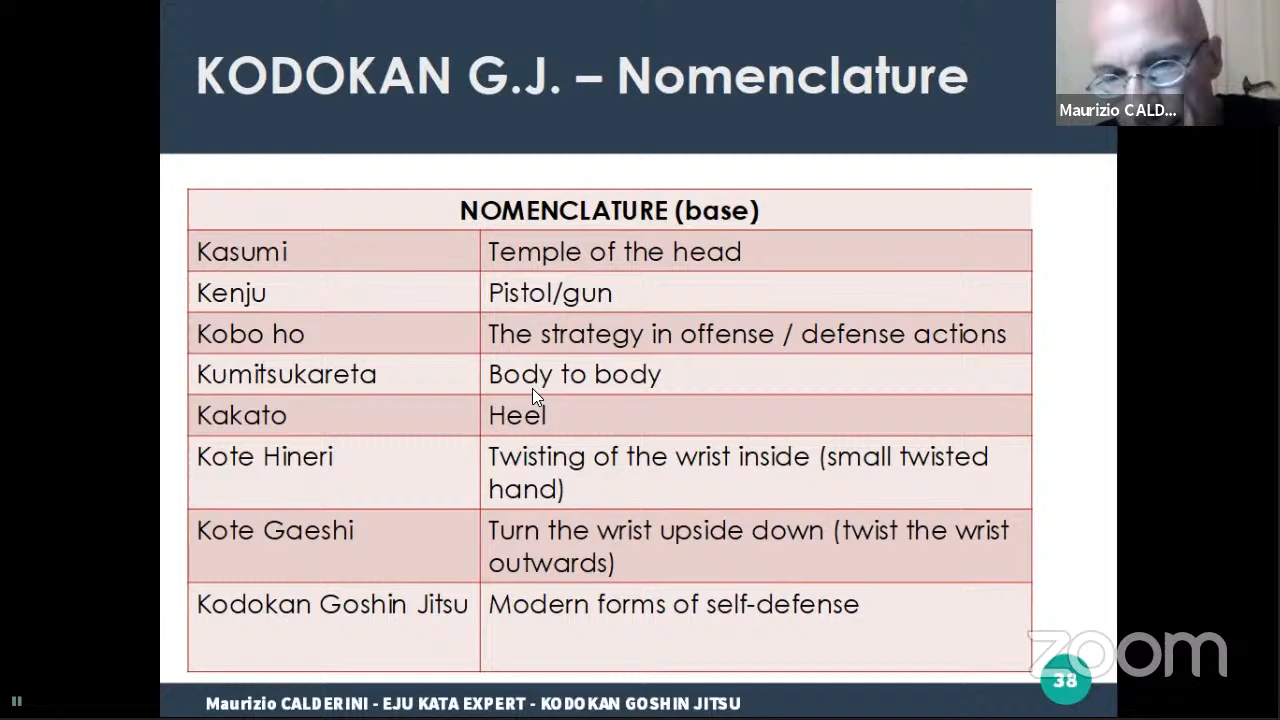 KODOKAN G.J. – Nomenclature
Maurizio CALD...
NOMENCLATURE (base)
Kasumi Temple of the head
Kenju Pistol/gun
Kobo ho The strategy in offense / defense actions
Kumitsukareta Body to body
Kakato Heel
Kote Hineri Twisting of the wrist inside (small twisted
hand)
Kote Gaeshi Turn the wrist upside down (twist the wrist
outwards)
Kodokan Goshin Jitsu Modern forms of self-defense
zoom
38
Maurizio CALDERINI - EJU KATA EXPERT - KODOKAN GOSHIN JITSU